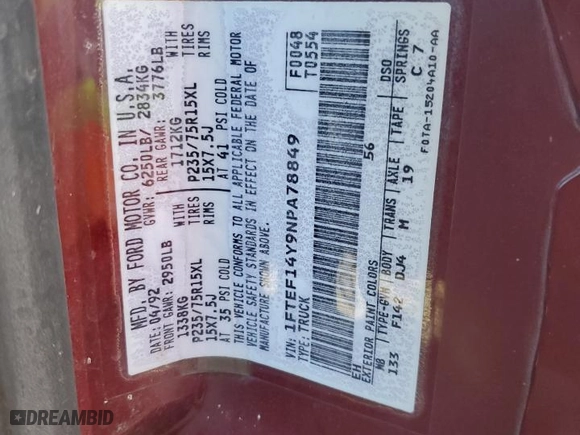 MFD. BY FORD MOTOR CO. IN U.S.A.
DATE: 04/92 GVWR: 6250LB/ 2834KG
FRONT GAWR: 2950LB REAR GAWR: 3776LB
1338KG WITH 1712KG WITH
P235/75R15XL TIRES P235/75R15XL TIRES
15X7.5J RIMS 15X7.5J RIMS
AT 35 PSI COLD AT 41 PSI COLD
THIS VEHICLE CONFORMS TO ALL APPLICABLE FEDERAL MOTOR
VEHICLE SAFETY STANDARDS IN EFFECT ON THE DATE OF
MANUFACTURE SHOWN ABOVE.
VIN: 1FTEF14Y9NPA78849
TYPE: TRUCK
F0048
T0554
EH 56
EXTERIOR PAINT COLORS DSO
WB TYPE-GVW BODY TRANS AXLE TAPE SPRINGS
133 F142 DJ4 M 19 C 7
F0TA-15204A10-AA
DREAMBID